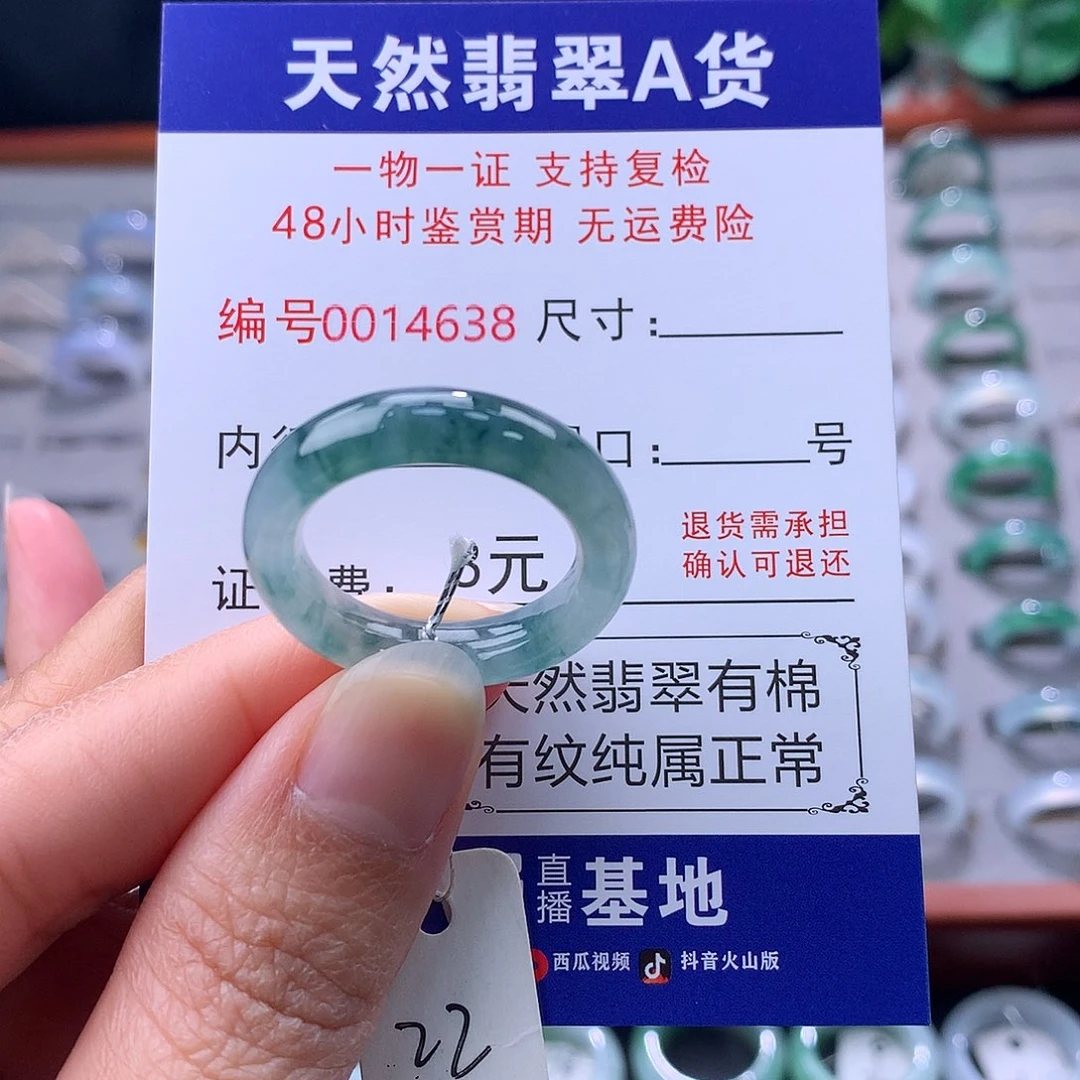 天然翡翠A货
一物一证 支持复检
48小时鉴赏期 无运费险
编号0014638 尺寸:
内 口: 号
退货需承担
确认可退还
证 费: 元
天然翡翠有棉
有纹纯属正常
直播 基地
西瓜视频 抖音火山版
22